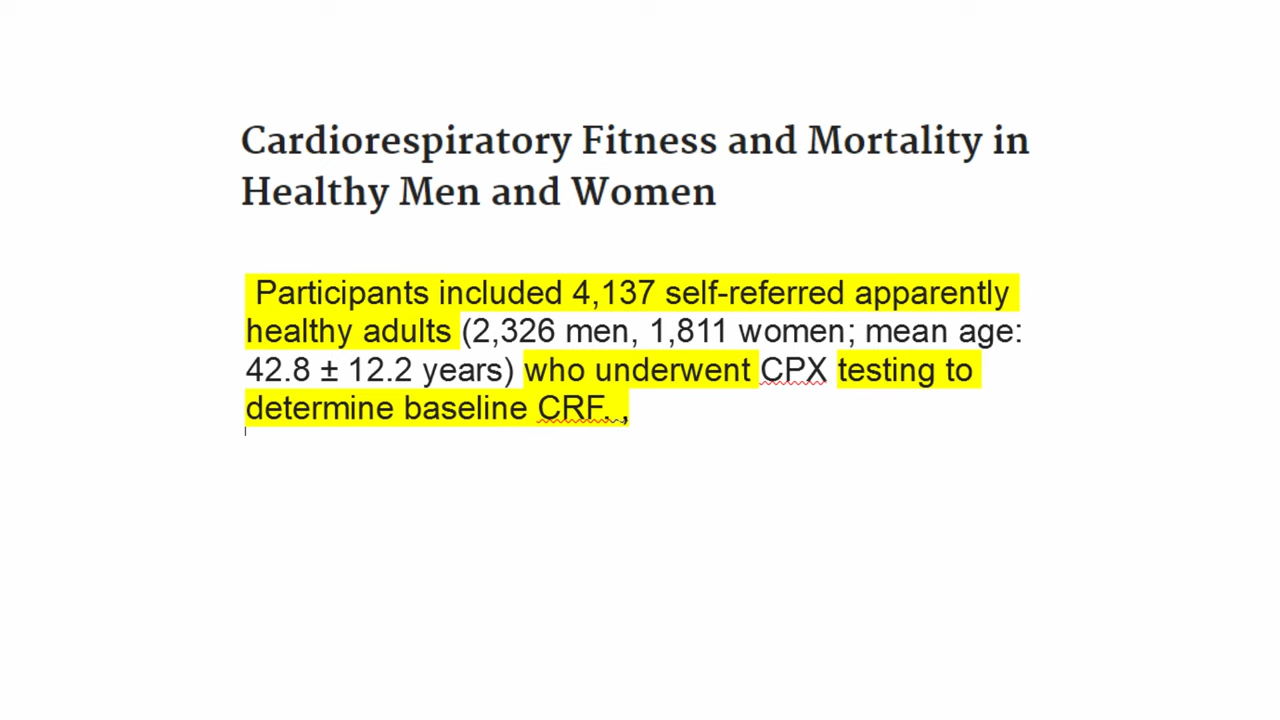 Cardiorespiratory Fitness and Mortality in
Healthy Men and Women
Participants included 4,137 self-referred apparently
healthy adults (2,326 men, 1,811 women; mean age:
42.8 ± 12.2 years) who underwent CPX testing to
determine baseline CRF. ,